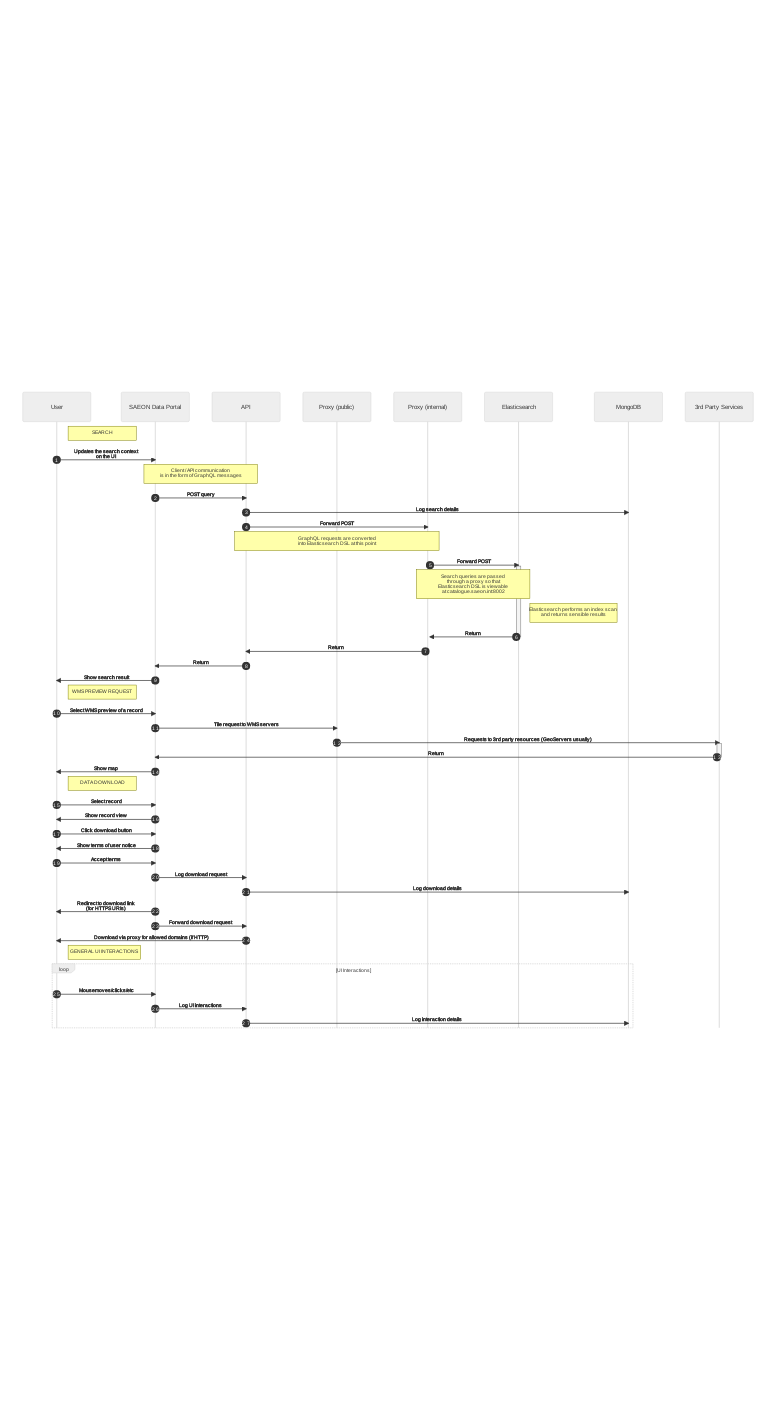 User
SAEON Data Portal
API
Proxy (public)
Proxy (internal)
Elasticsearch
MongoDB
3rd Party Services
SEARCH
1
Updates the search context
on the UI
Client / API communication
is in the form of GraphQL messages
2
POST query
3
Log search details
4
Forward POST
GraphQL requests are converted
into Elasticsearch DSL at this point
5
Forward POST
Search queries are passed
through a proxy so that
Elasticsearch DSL is viewable
at catalogue.saeon.int:8002
Elasticsearch performs an index scan
and returns sensible results
6
Return
7
Return
8
Return
9
Show search result
WMS PREVIEW REQUEST
10
Select WMS preview of a record
11
Tile request to WMS servers
12
Requests to 3rd party resources (GeoServers usually)
13
Return
14
Show map
DATA DOWNLOAD
15
Select record
16
Show record view
17
Click download button
18
Show terms of user notice
19
Accept terms
20
Log download request
21
Log download details
22
Redirect to download link
(for HTTPS URIs)
23
Forward download request
24
Download via proxy for allowed domains (if HTTP)
GENERAL UI INTERACTIONS
loop
[UI Interactions]
25
Mousemoves/clicks/etc
26
Log UI interactions
27
Log interaction details